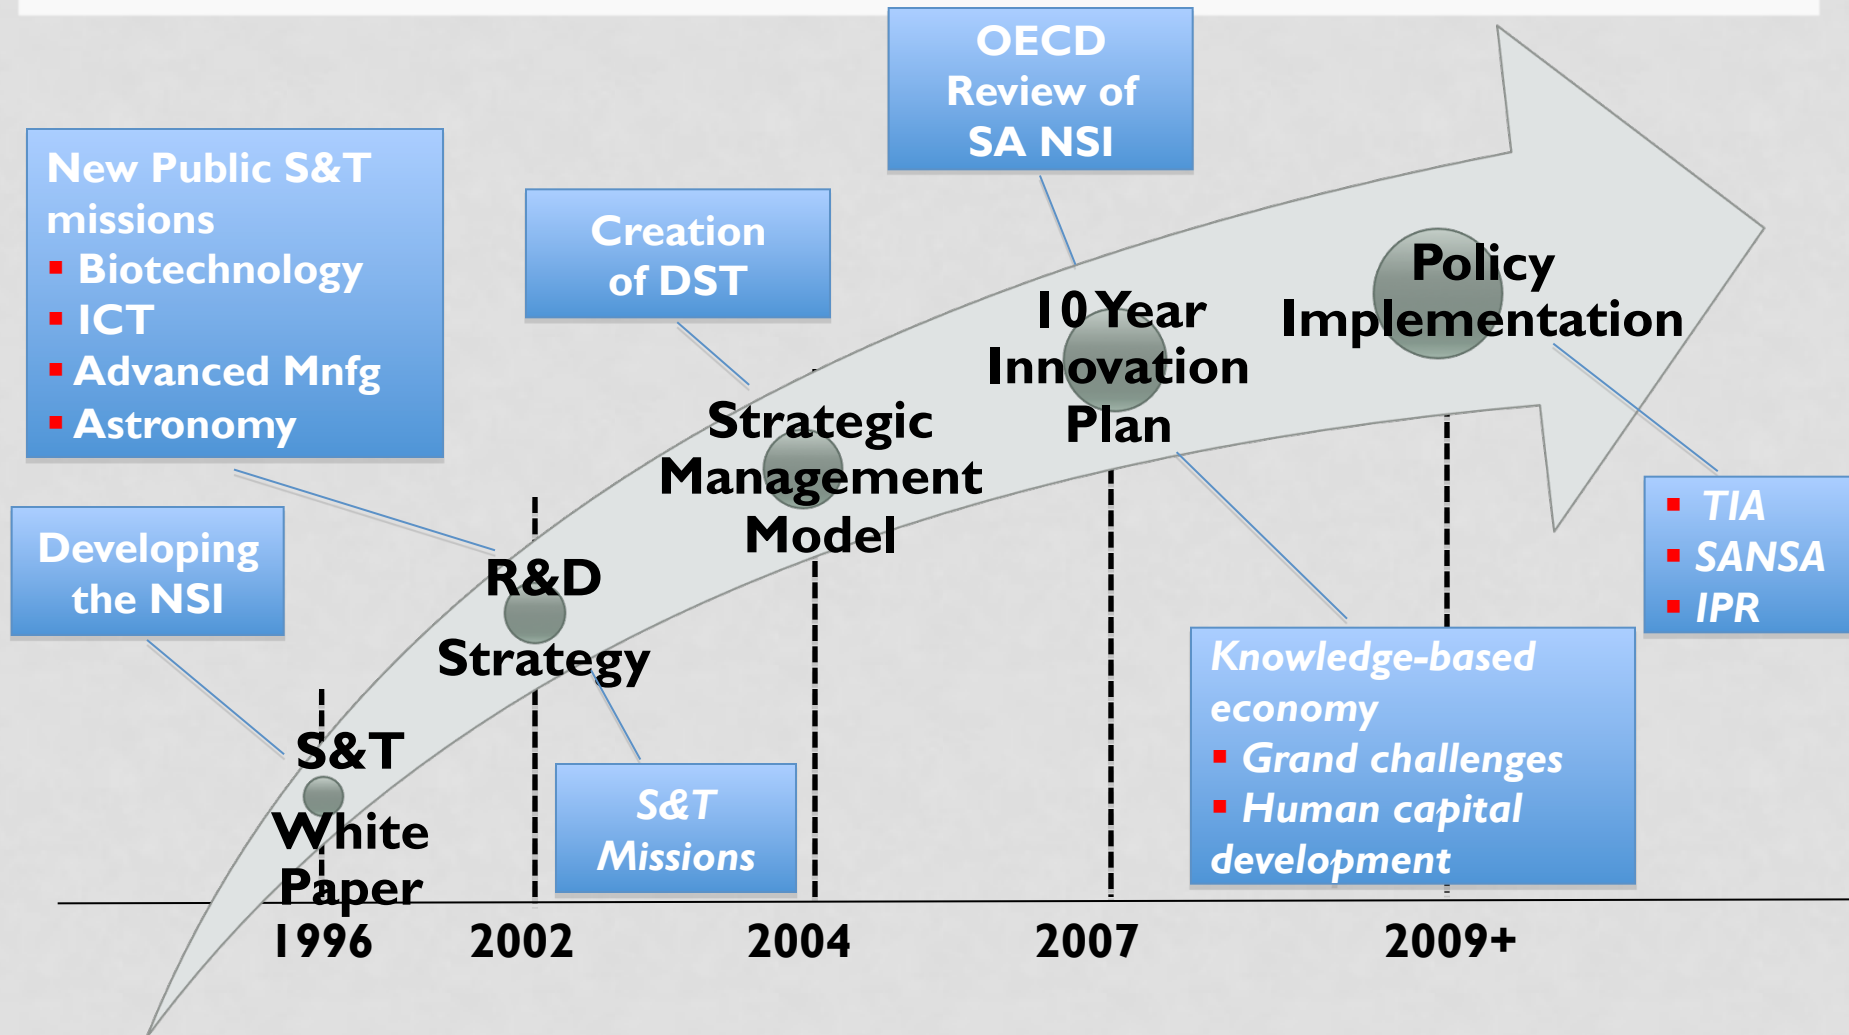 OECD
Review of
SA NSI
New Public S&T
missions
▪ Biotechnology
▪ ICT
▪ Advanced Mnfg
▪ Astronomy
Creation
of DST
Policy
Implementation
10 Year
Innovation
Plan
Strategic
Management
Model
▪ TIA
▪ SANSA
▪ IPR
Developing
the NSI
R&D
Strategy
Knowledge-based
economy
▪ Grand challenges
▪ Human capital
development
S&T
White
Paper
S&T
Missions
1996
2002
2004
2007
2009+